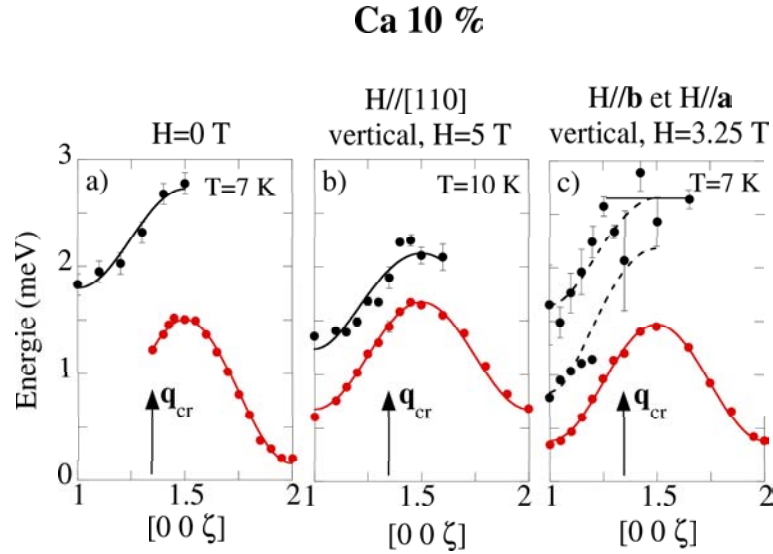 Ca 10 %
H=0 T
H//[110]
vertical, H=5 T
H//b et H//a
vertical, H=3.25 T
Energie (meV)
3
2
1
0
a)
T=7 K
q_cr
1
1.5
2
[0 0 ζ]
b)
T=10 K
q_cr
1
1.5
2
[0 0 ζ]
c)
T=7 K
q_cr
1
1.5
2
[0 0 ζ]